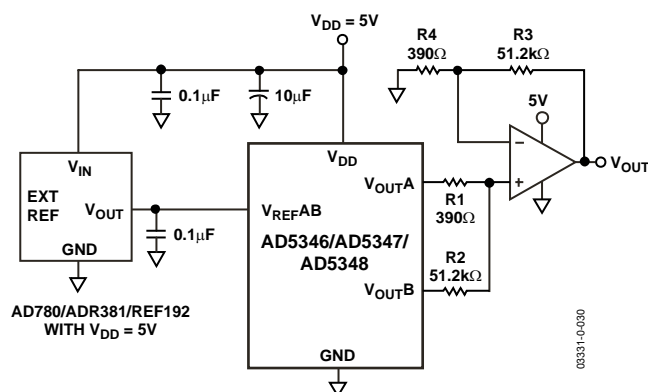 V_DD = 5V
R4
390Ω
R3
51.2kΩ
0.1µF
10µF
5V
V_IN
EXT
REF
V_OUT
GND
0.1µF
V_DD
V_REFAB
V_OUTA
AD5346/AD5347/
AD5348
V_OUTB
GND
R1
390Ω
R2
51.2kΩ
–
+
V_OUT
AD780/ADR381/REF192
WITH V_DD = 5V
03331-0-030